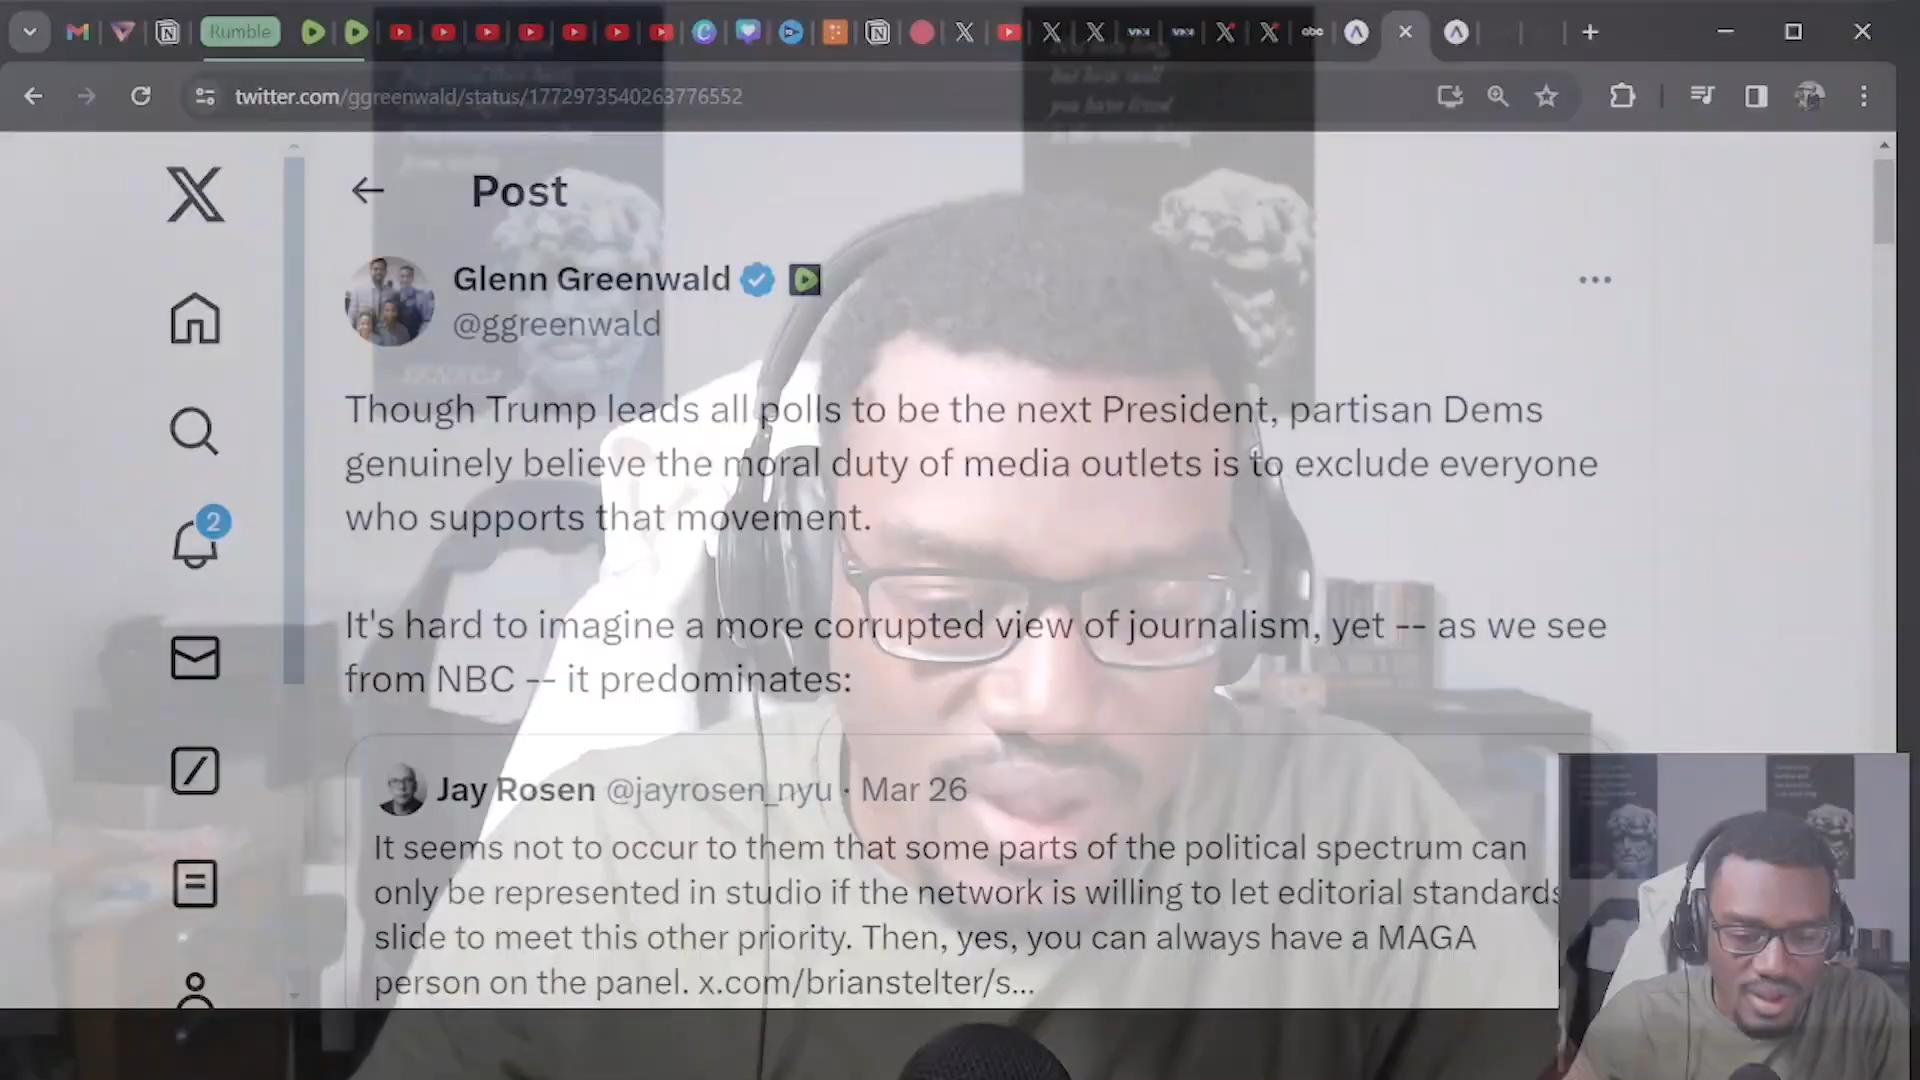 Rumble
abc
twitter.com/ggreenwald/status/1772973540263776552
Post
Glenn Greenwald
@ggreenwald
Though Trump leads all polls to be the next President, partisan Dems
genuinely believe the moral duty of media outlets is to exclude everyone
who supports that movement.
2
It's hard to imagine a more corrupted view of journalism, yet -- as we see
from NBC -- it predominates:
Jay Rosen @jayrosen_nyu · Mar 26
It seems not to occur to them that some parts of the political spectrum can
only be represented in studio if the network is willing to let editorial standards
slide to meet this other priority. Then, yes, you can always have a MAGA
person on the panel. x.com/brianstelter/s...